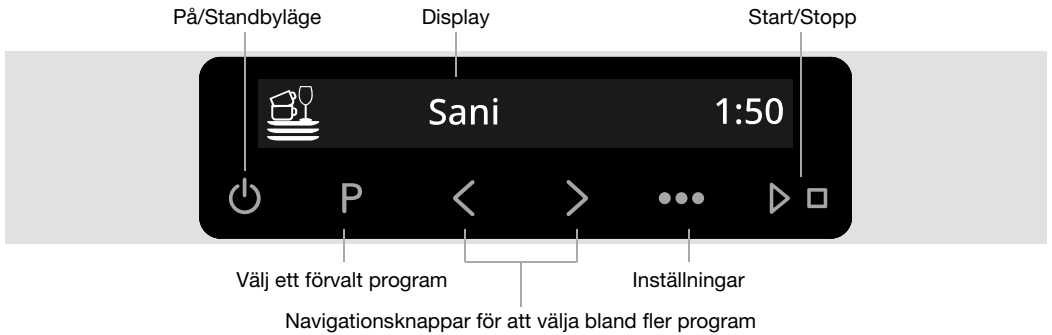 På/Standbyläge Display Start/Stopp
Sani 1:50
P
Välj ett förvalt program Inställningar
Navigationsknappar för att välja bland fler program